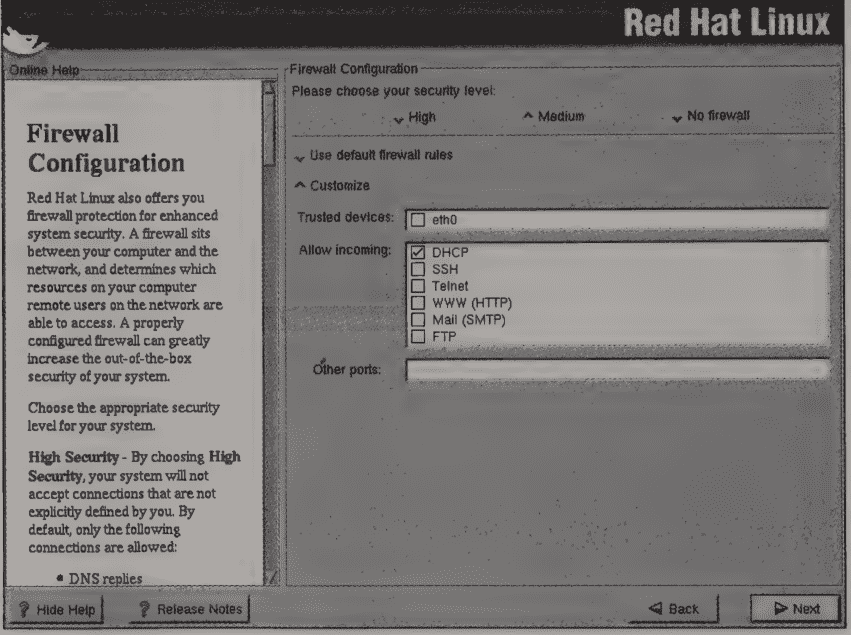 Red Hat Linux
Online Help
Firewall
Configuration
Red Hat Linux also offers you
firewall protection for enhanced
system security. A firewall sits
between your computer and the
network, and determines which
resources on your computer
remote users on the network are
able to access. A properly
configured firewall can greatly
increase the out-of-the-box
security of your system.
Choose the appropriate security
level for your system.
High Security - By choosing High
Security, your system will not
accept connections that are not
explicitly defined by you. By
default, only the following
connections are allowed:
• DNS replies
Firewall Configuration
Please choose your security level:
High Medium No firewall
Use default firewall rules
Customize
Trusted devices: eth0
Allow incoming: DHCP
SSH
Telnet
WWW (HTTP)
Mail (SMTP)
FTP
Other ports:
? Hide Help ? Release Notes Back Next